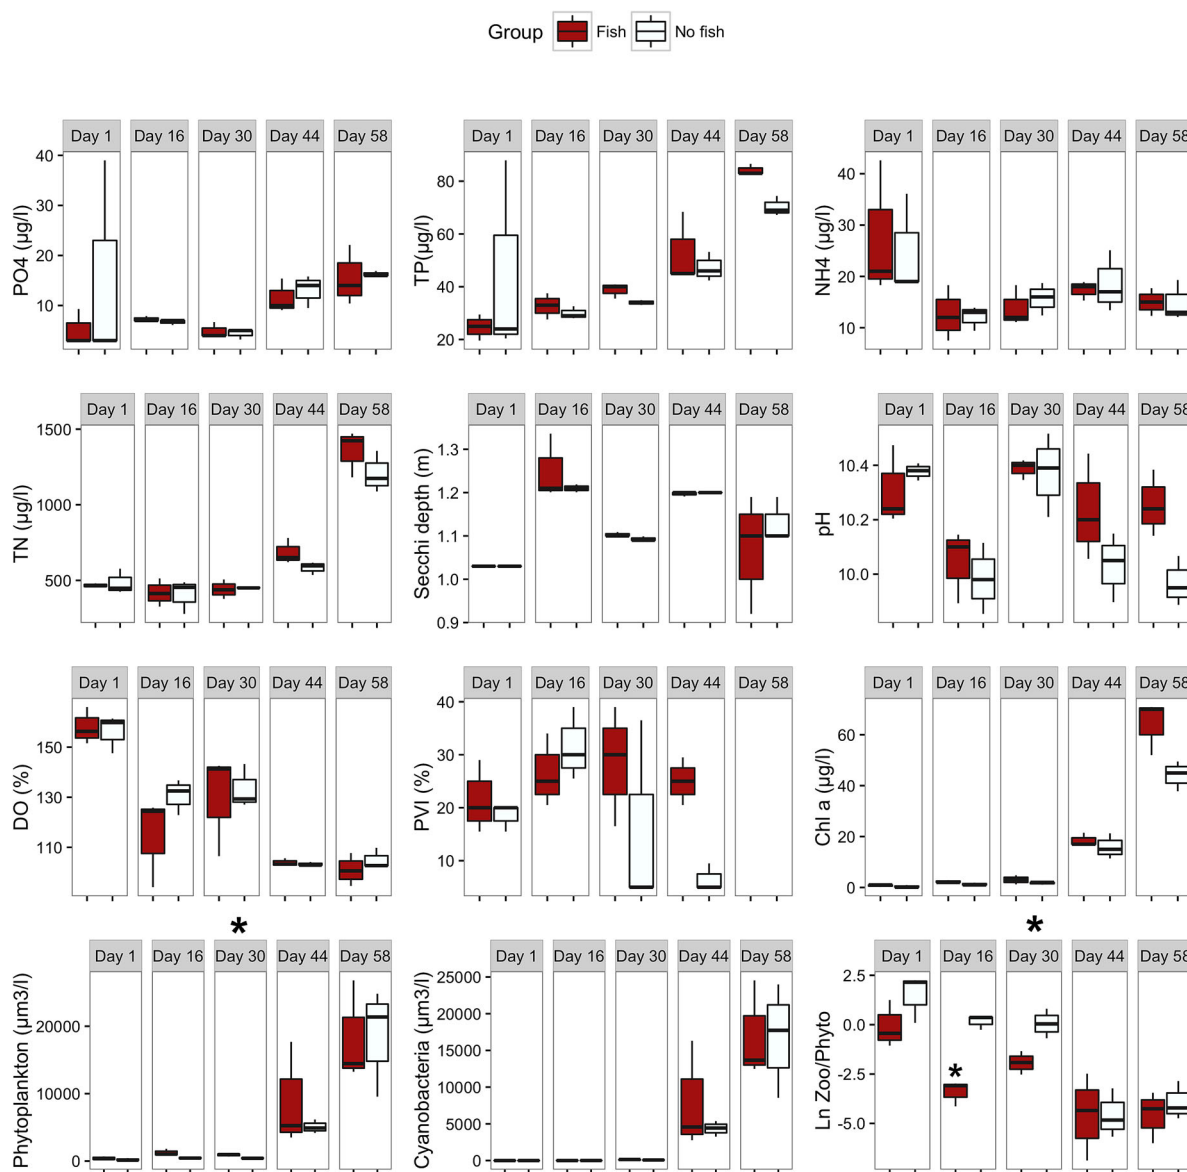 Group Fish No fish
Day 1 Day 16 Day 30 Day 44 Day 58
PO4 (µg/l)
40
30
20
10
Day 1 Day 16 Day 30 Day 44 Day 58
TP(µg/l)
80
60
40
20
Day 1 Day 16 Day 30 Day 44 Day 58
NH4 (µg/l)
40
30
20
10
Day 1 Day 16 Day 30 Day 44 Day 58
TN (µg/l)
1500
1000
500
Day 1 Day 16 Day 30 Day 44 Day 58
Secchi depth (m)
1.3
1.2
1.1
1.0
0.9
Day 1 Day 16 Day 30 Day 44 Day 58
pH
10.4
10.2
10.0
Day 1 Day 16 Day 30 Day 44 Day 58
DO (%)
150
130
110
Day 1 Day 16 Day 30 Day 44 Day 58
PVI (%)
40
30
20
10
Day 1 Day 16 Day 30 Day 44 Day 58
Chl a (µg/l)
60
40
20
0
*
Day 1 Day 16 Day 30 Day 44 Day 58
Phytoplankton (µm3/l)
20000
10000
0
Day 1 Day 16 Day 30 Day 44 Day 58
Cyanobacteria (µm3/l)
25000
20000
15000
10000
5000
0
*
Day 1 Day 16 Day 30 Day 44 Day 58
Ln Zoo/Phyto
2.5
0.0
-2.5
-5.0
*